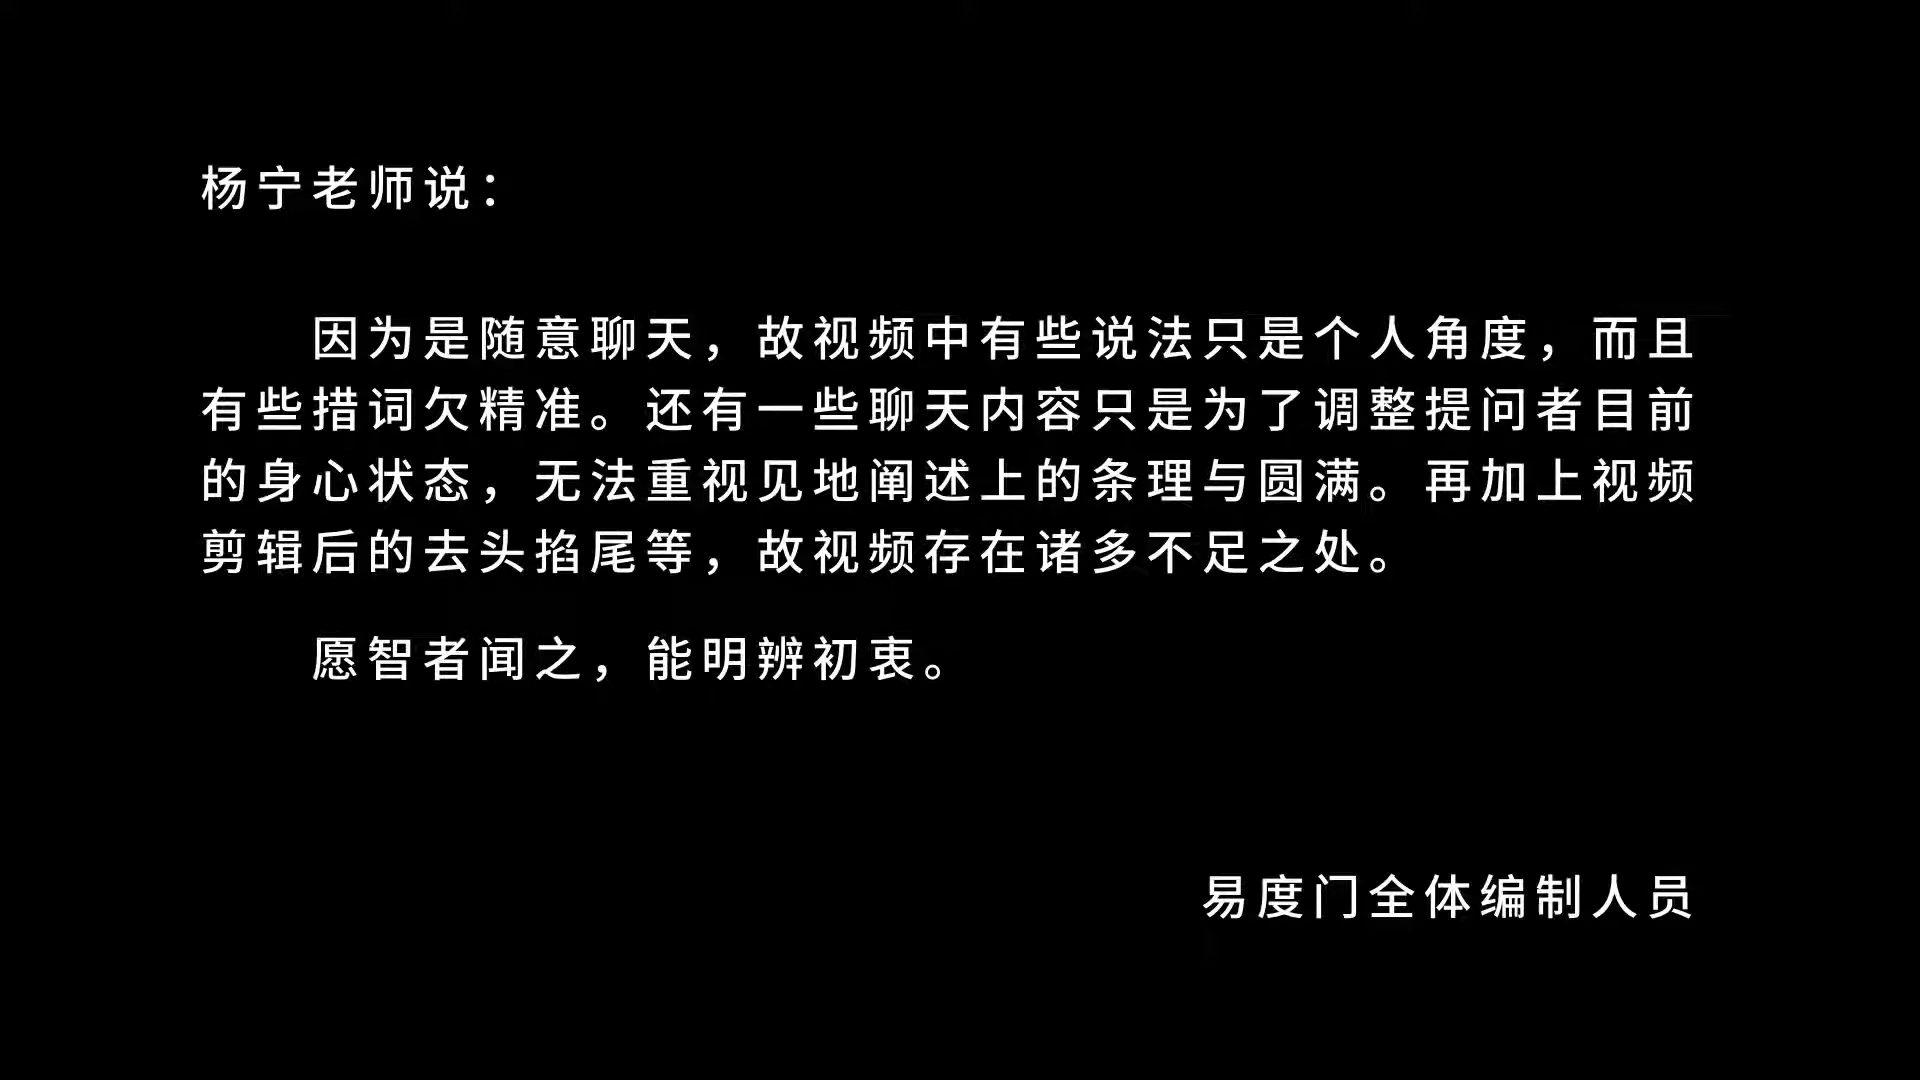 杨宁老师说：
因为是随意聊天，故视频中有些说法只是个人角度，而且
有些措词欠精准。还有一些聊天内容只是为了调整提问者目前
的身心状态，无法重视见地阐述上的条理与圆满。再加上视频
剪辑后的去头掐尾等，故视频存在诸多不足之处。
愿智者闻之，能明辨初衷。
易度门全体编制人员